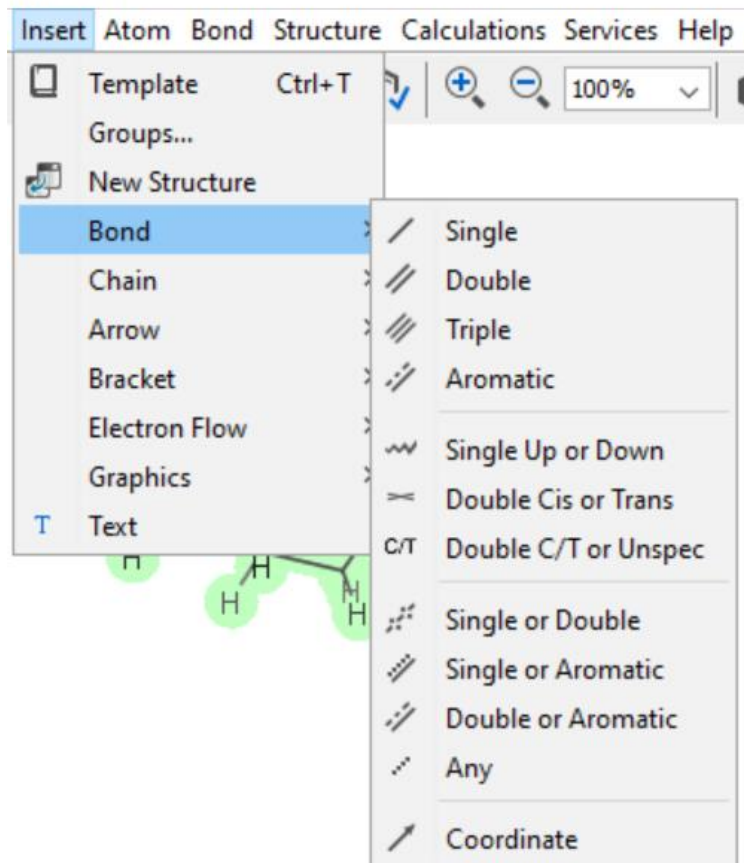 Insert Atom Bond Structure Calculations Services Help
Template Ctrl+T
100%
Groups...
New Structure
Bond
Chain
Arrow
Bracket
Electron Flow
Graphics
T Text
Single
Double
Triple
Aromatic
Single Up or Down
Double Cis or Trans
C/T Double C/T or Unspec
Single or Double
Single or Aromatic
Double or Aromatic
Any
Coordinate
H H H
H H